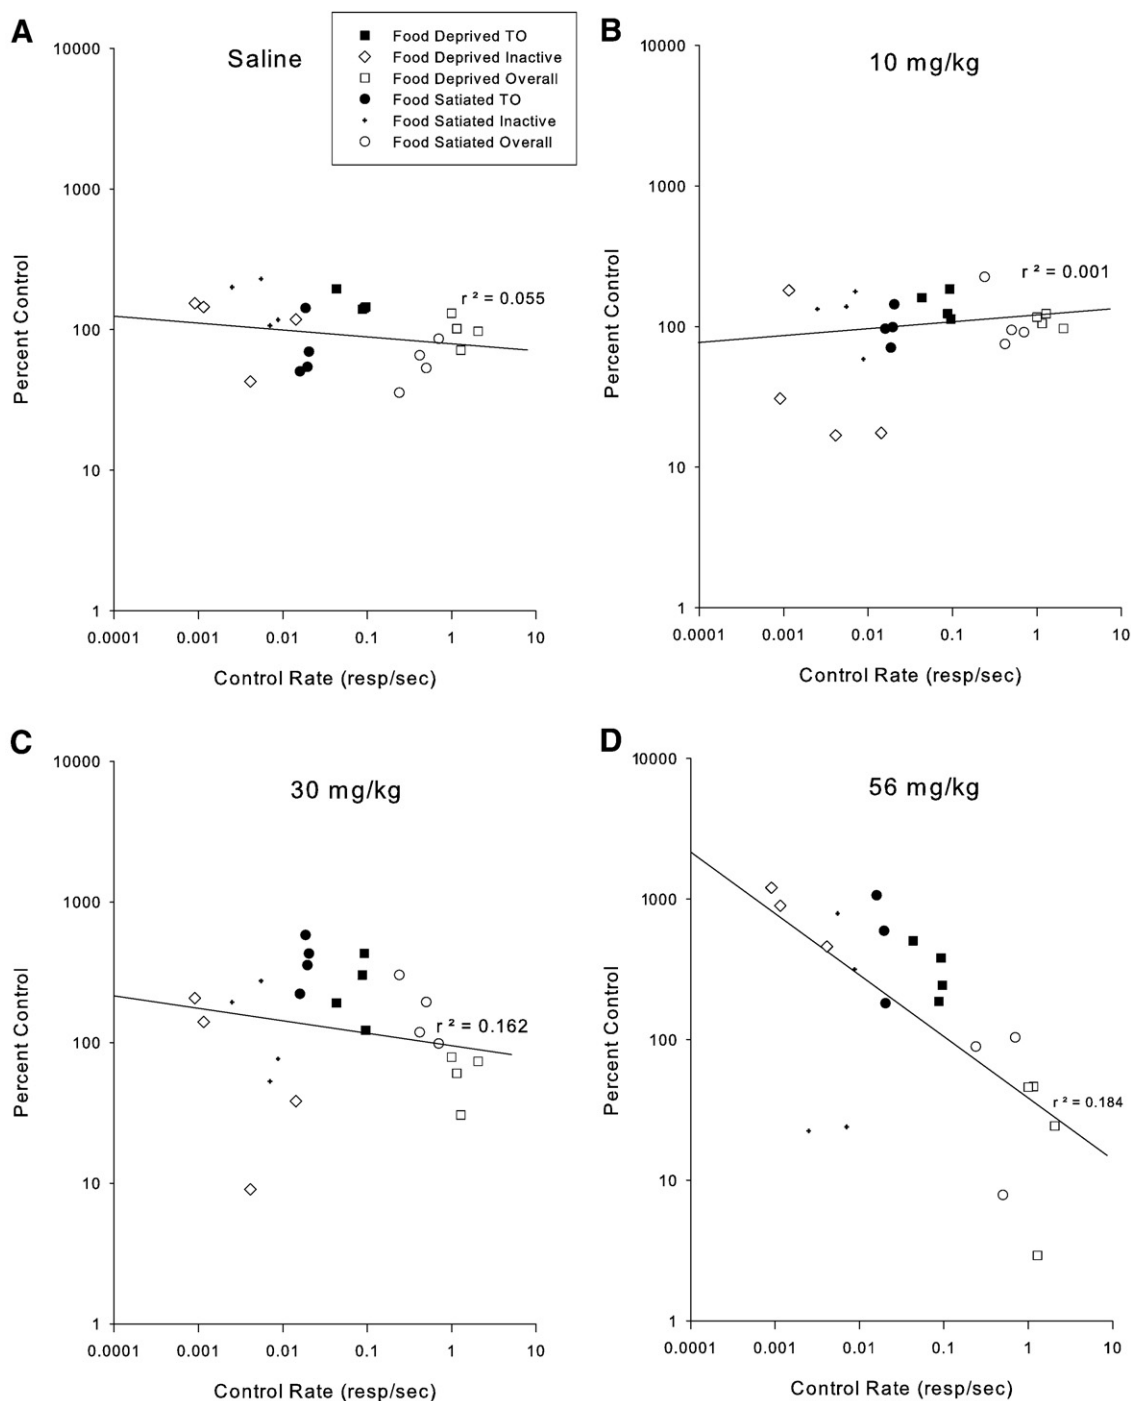 A
Saline
Food Deprived TO
Food Deprived Inactive
Food Deprived Overall
Food Satiated TO
Food Satiated Inactive
Food Satiated Overall
10000
1000
100
10
1
Percent Control
r ² = 0.055
0.0001 0.001 0.01 0.1 1 10
Control Rate (resp/sec)
B
10 mg/kg
10000
1000
100
10
1
Percent Control
r ² = 0.001
0.0001 0.001 0.01 0.1 1 10
Control Rate (resp/sec)
C
30 mg/kg
10000
1000
100
10
1
Percent Control
r ² = 0.162
0.0001 0.001 0.01 0.1 1 10
Control Rate (resp/sec)
D
56 mg/kg
10000
1000
100
10
1
Percent Control
r ² = 0.184
0.0001 0.001 0.01 0.1 1 10
Control Rate (resp/sec)